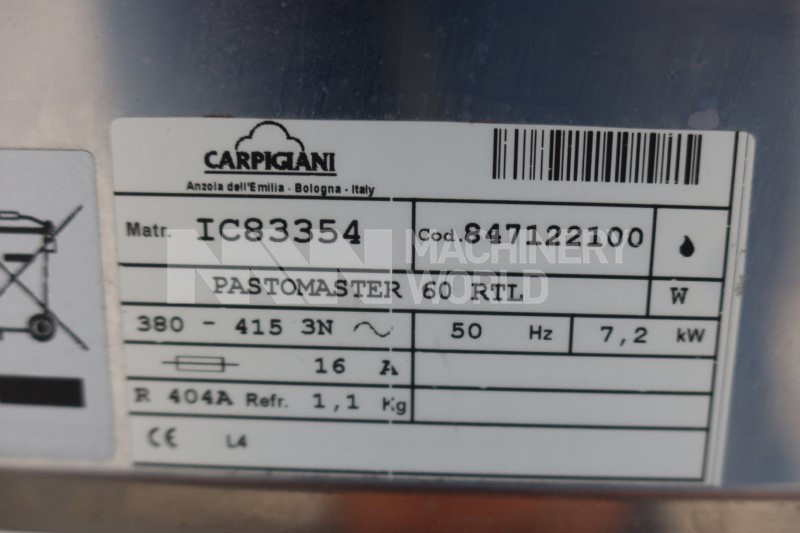 CARPIGIANI
Anzola dell'Emilia - Bologna - Italy
Matr. IC83354 Cod. 847122100
PASTOMASTER 60 RTL W
380 - 415 3N 50 Hz 7,2 kW
16 A
R 404A Refr. 1,1 Kg
CE L4
MACHINERY
WORLD